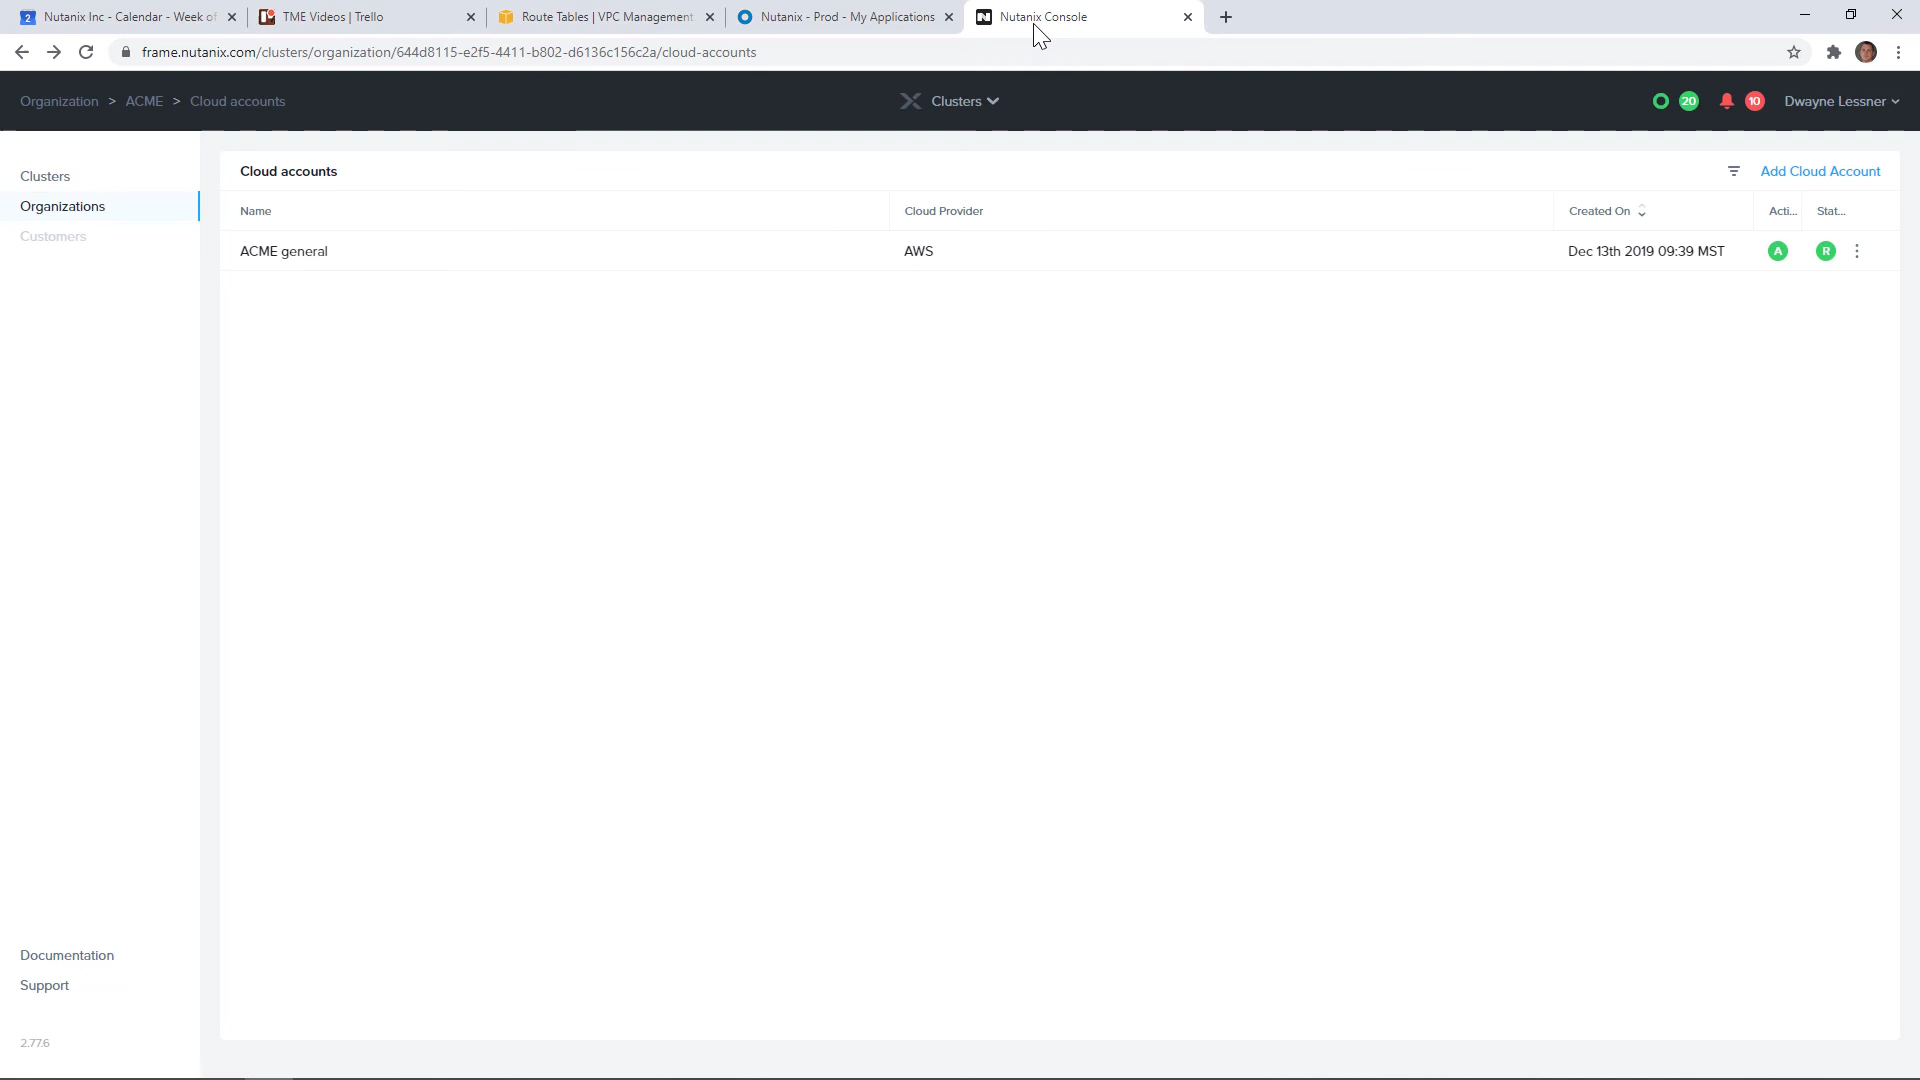 2 Nutanix Inc - Calendar - Week of
TME Videos | Trello
Route Tables | VPC Management
Nutanix - Prod - My Applications
Nutanix Console
frame.nutanix.com/clusters/organization/644d8115-e2f5-4411-b802-d6136c156c2a/cloud-accounts
Organization > ACME > Cloud accounts
Clusters
20
10
Dwayne Lessner
Clusters
Organizations
Customers
Cloud accounts
Add Cloud Account
Name
Cloud Provider
Created On
Acti...
Stat...
ACME general
AWS
Dec 13th 2019 09:39 MST
A
R
Documentation
Support
2.77.6